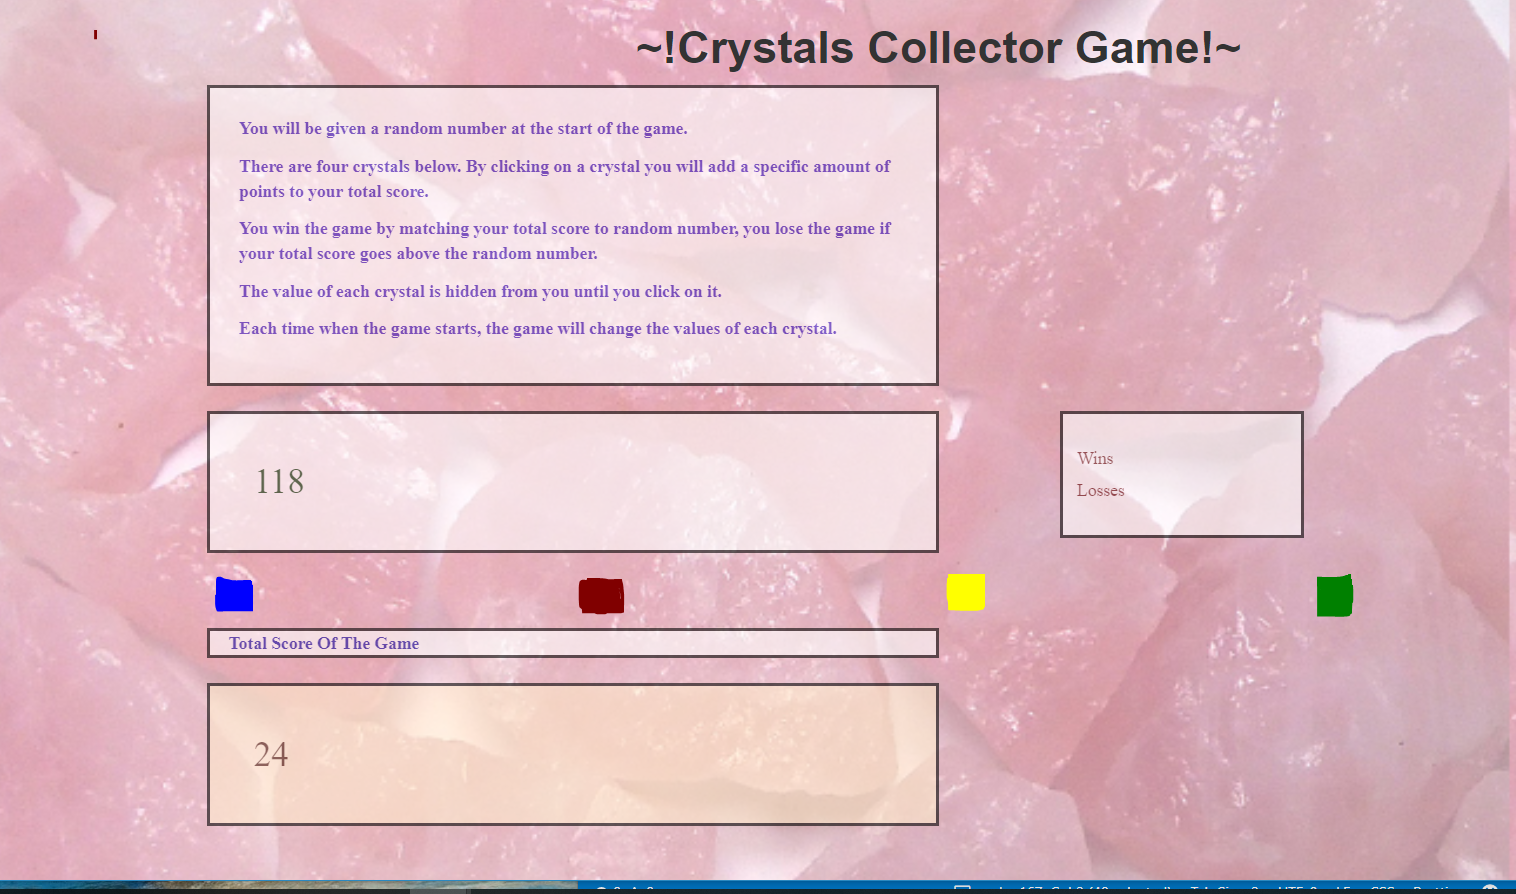 ~!Crystals Collector Game!~
You will be given a random number at the start of the game.
There are four crystals below. By clicking on a crystal you will add a specific amount of
points to your total score.
You win the game by matching your total score to random number, you lose the game if
your total score goes above the random number.
The value of each crystal is hidden from you until you click on it.
Each time when the game starts, the game will change the values of each crystal.
118
Wins
Losses
Total Score Of The Game
24